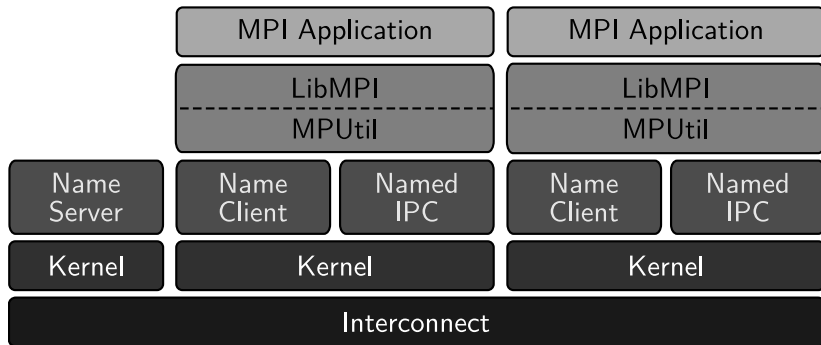 MPI Application
MPI Application
LibMPI
LibMPI
MPUtil
MPUtil
Name
Server
Name
Client
Named
IPC
Name
Client
Named
IPC
Kernel
Kernel
Kernel
Interconnect